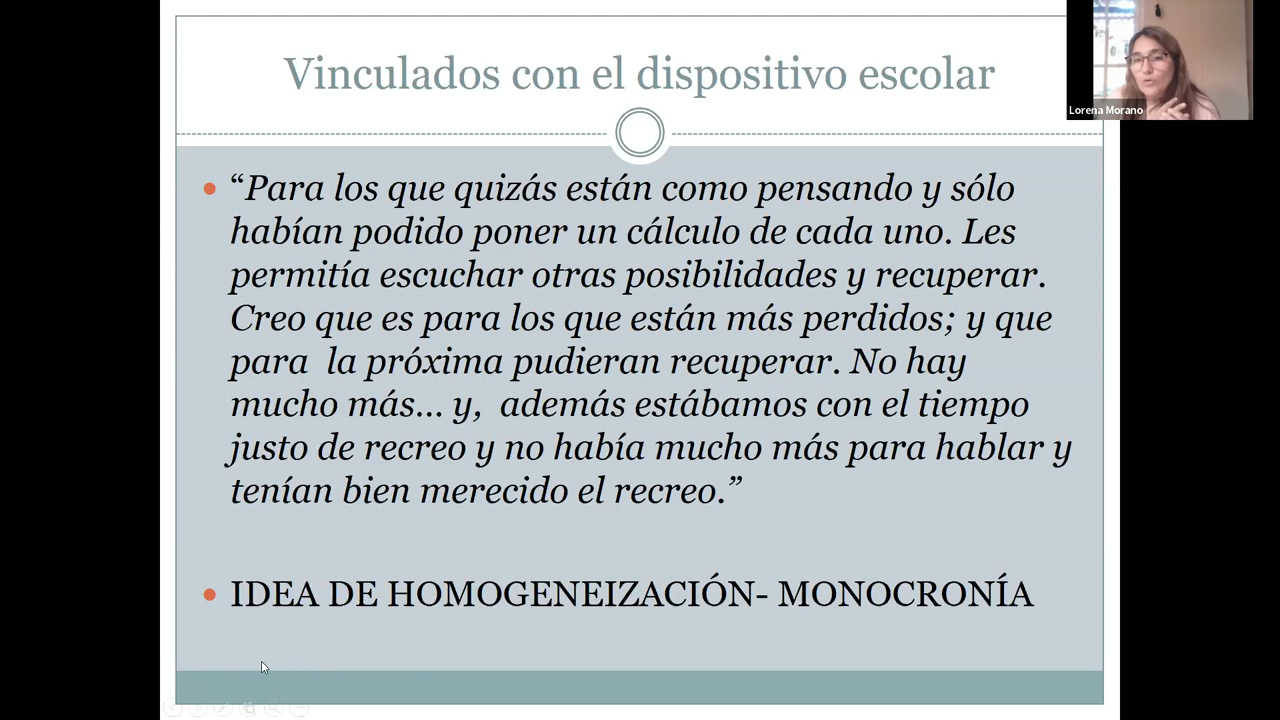 Vinculados con el dispositivo escolar
Lorena Morano
“Para los que quizás están como pensando y sólo
habían podido poner un cálculo de cada uno. Les
permitía escuchar otras posibilidades y recuperar.
Creo que es para los que están más perdidos; y que
para  la próxima pudieran recuperar. No hay
mucho más... y,  además estábamos con el tiempo
justo de recreo y no había mucho más para hablar y
tenían bien merecido el recreo.”
IDEA DE HOMOGENEIZACIÓN- MONOCRONÍA